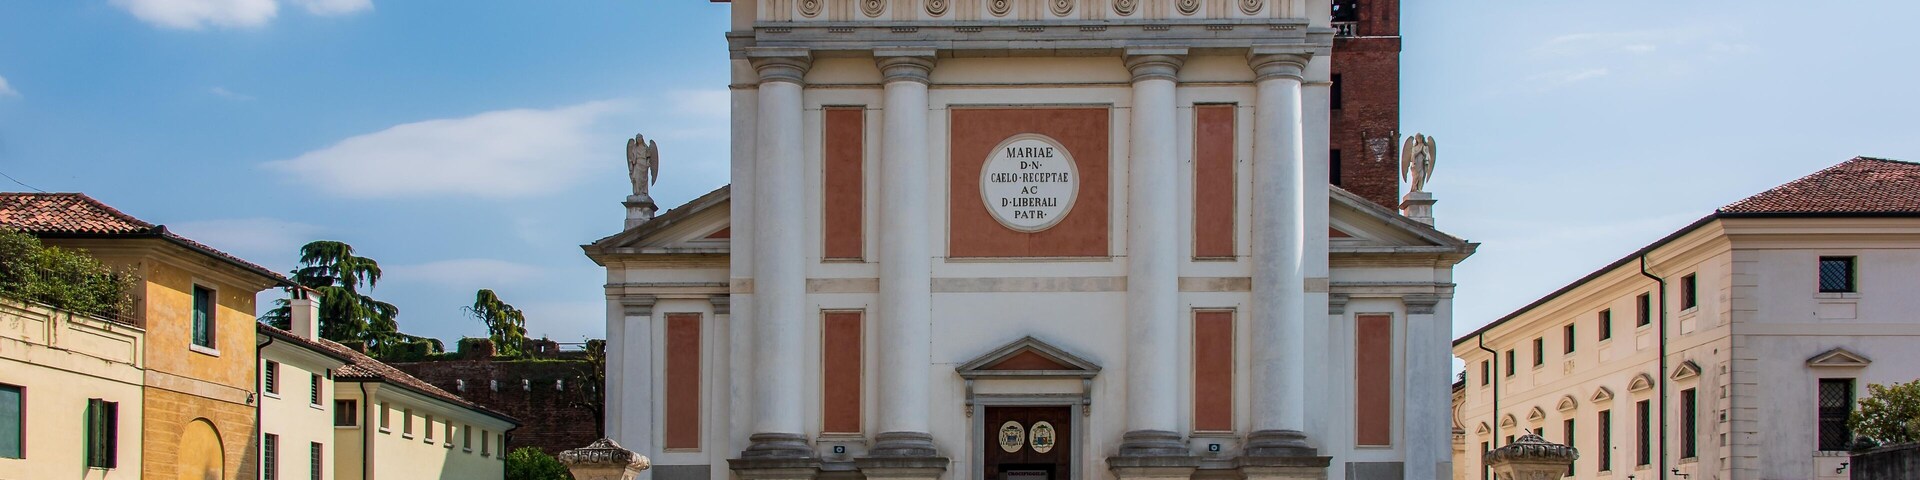 MARIAE
D·N·
CAELO·RECEPTAE
AC
D·LIBERALI
PATR·